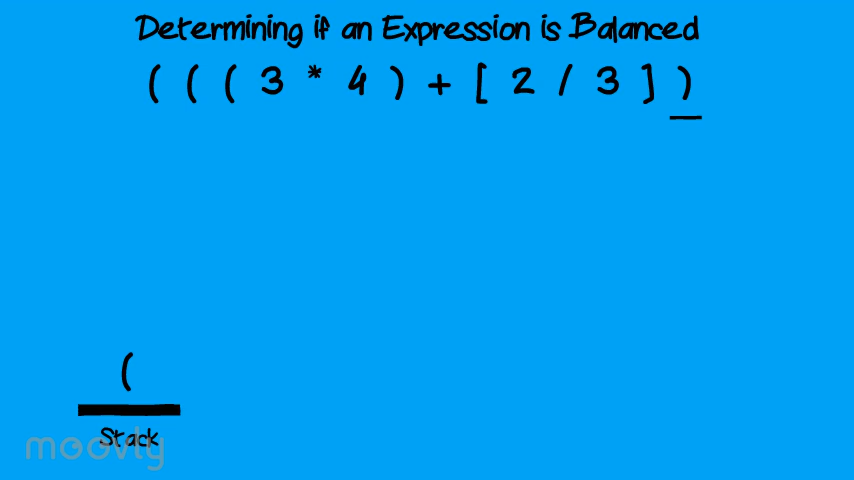 Determining if an Expression is Balanced
( ( ( 3 * 4 ) + [ 2 / 3 ] )
(
Stack
moovly